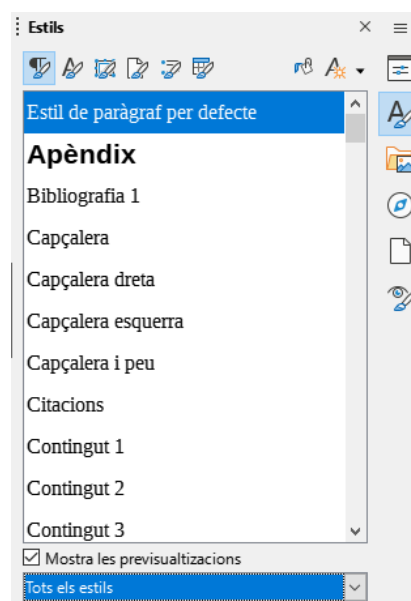 Estils
Estil de paràgraf per defecte
Apèndix
Bibliografia 1
Capçalera
Capçalera dreta
Capçalera esquerra
Capçalera i peu
Citacions
Contingut 1
Contingut 2
Contingut 3
Mostra les previsualtizacions
Tots els estils